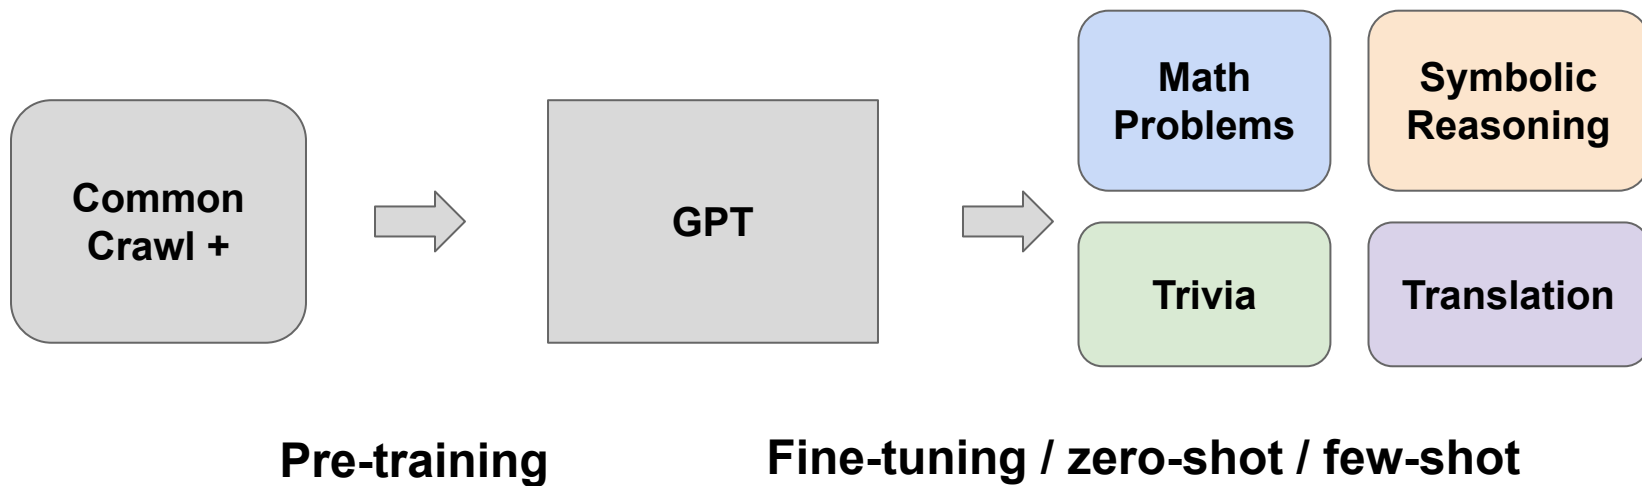 Common
Crawl +
GPT
Math
Problems
Symbolic
Reasoning
Trivia
Translation
Pre-training
Fine-tuning / zero-shot / few-shot